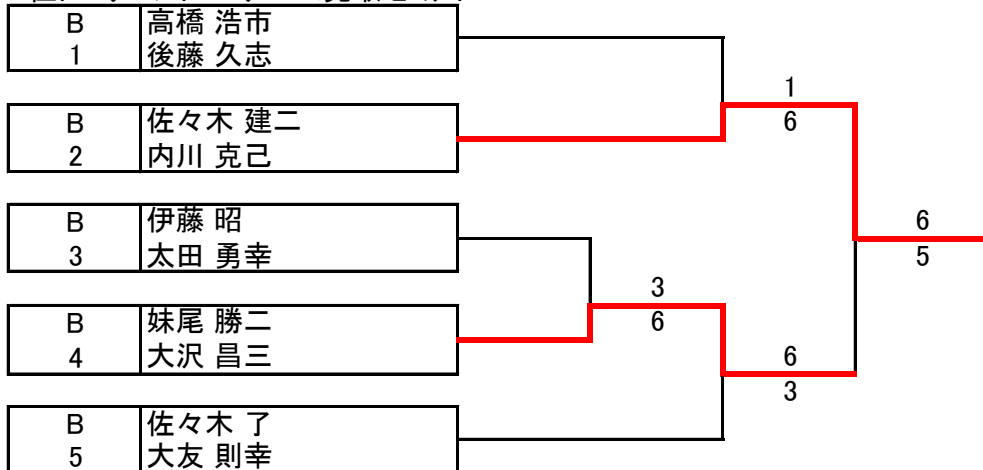 B 高橋 浩市
1 後藤 久志
1
B 佐々木 建二
6
2 内川 克己
B 伊藤 昭
6
3 太田 勇幸
5
3
B 妹尾 勝二
6
4 大沢 昌三
6
3
B 佐々木 了
5 大友 則幸